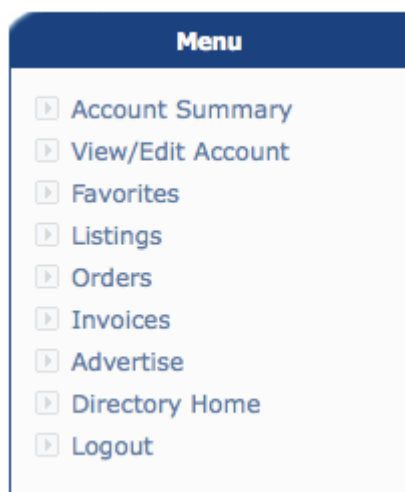 Menu
Account Summary
View/Edit Account
Favorites
Listings
Orders
Invoices
Advertise
Directory Home
Logout